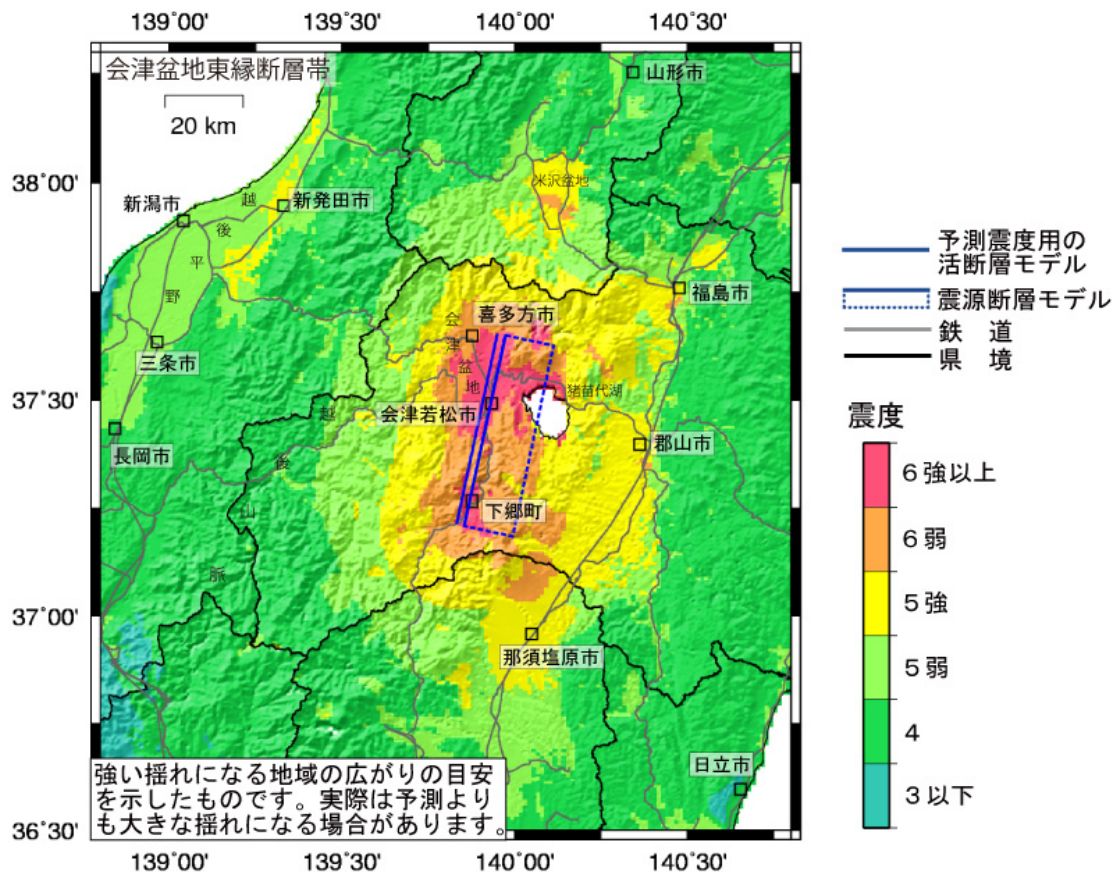 139°00'
139°30'
140°00'
140°30'
会津盆地東縁断層帯
20 km
山形市
38°00'
米沢盆地
新潟市
新発田市
越
後
平
野
福島市
喜多方市
会
津
盆
地
三条市
37°30'
猪苗代湖
会津若松市
越
後
山
脈
長岡市
郡山市
下郷町
37°00'
那須塩原市
日立市
強い揺れになる地域の広がりの目安
を示したものです。実際は予測より
も大きな揺れになる場合があります。
36°30'
139°00'
139°30'
140°00'
140°30'
予測震度用の
活断層モデル
震源断層モデル
鉄 道
県 境
震度
6強以上
6弱
5強
5弱
4
3以下